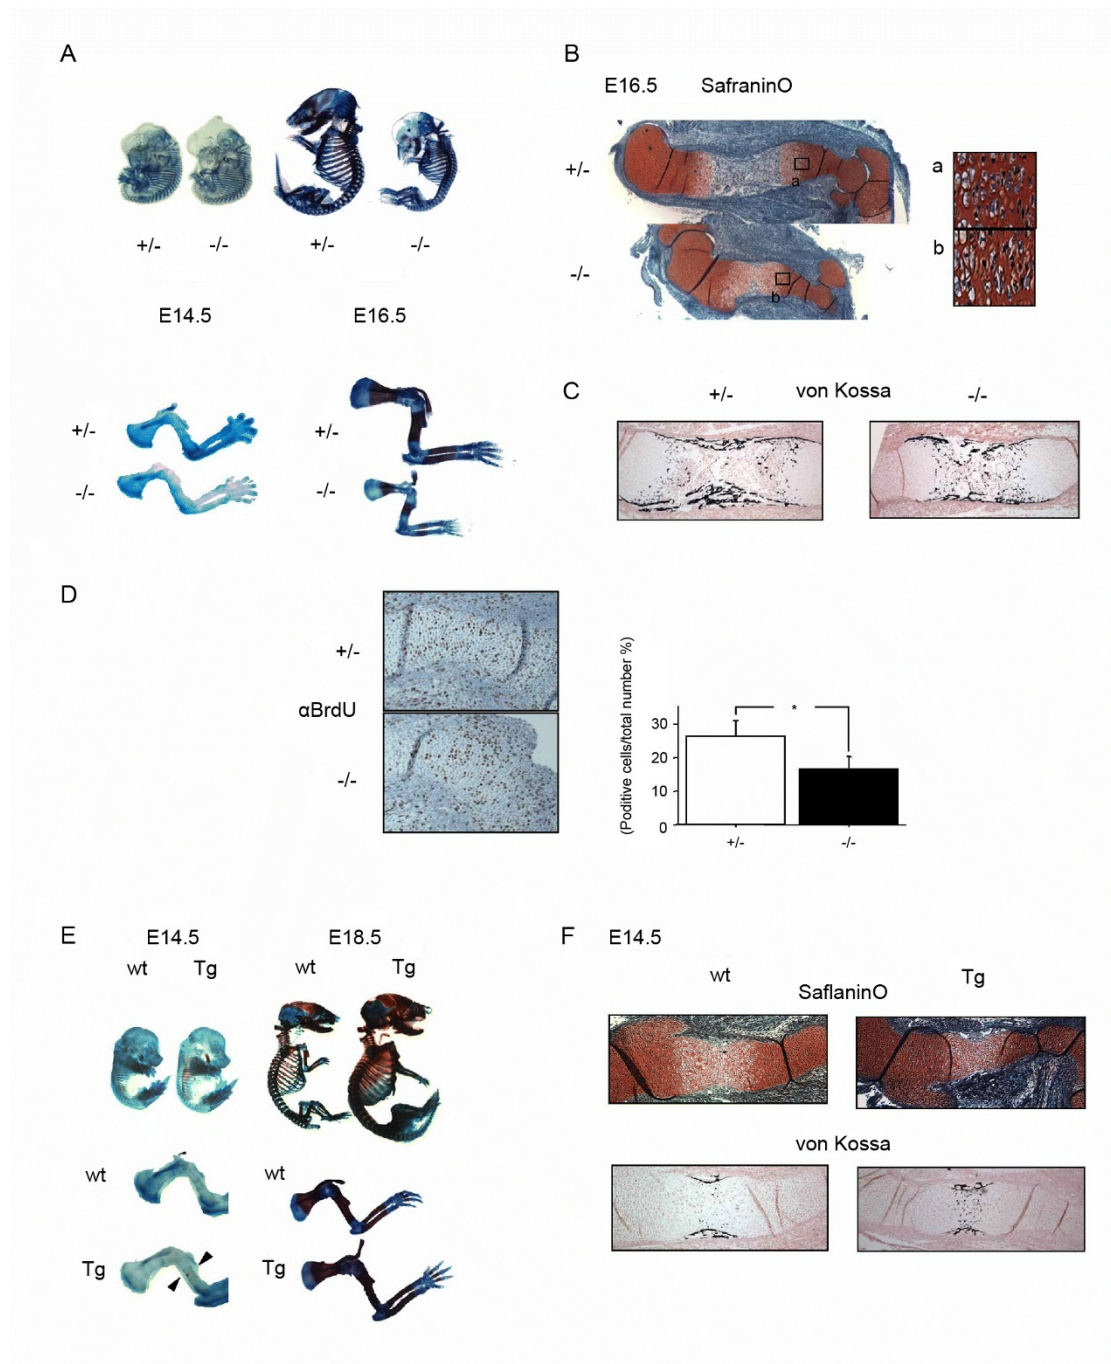 A
+/- -/- +/- -/-
E14.5 E16.5
+/- +/-
-/- -/-
B
E16.5 SafraninO
+/-
a
a
-/-
b
b
C
+/- von Kossa -/-
D
+/-
αBrdU
-/-
(Poditive cells/total number %)
*
30
20
10
0
+/- -/-
E
E14.5 E18.5
wt Tg wt Tg
wt wt
Tg Tg
F E14.5
wt Tg
SaflaninO
von Kossa